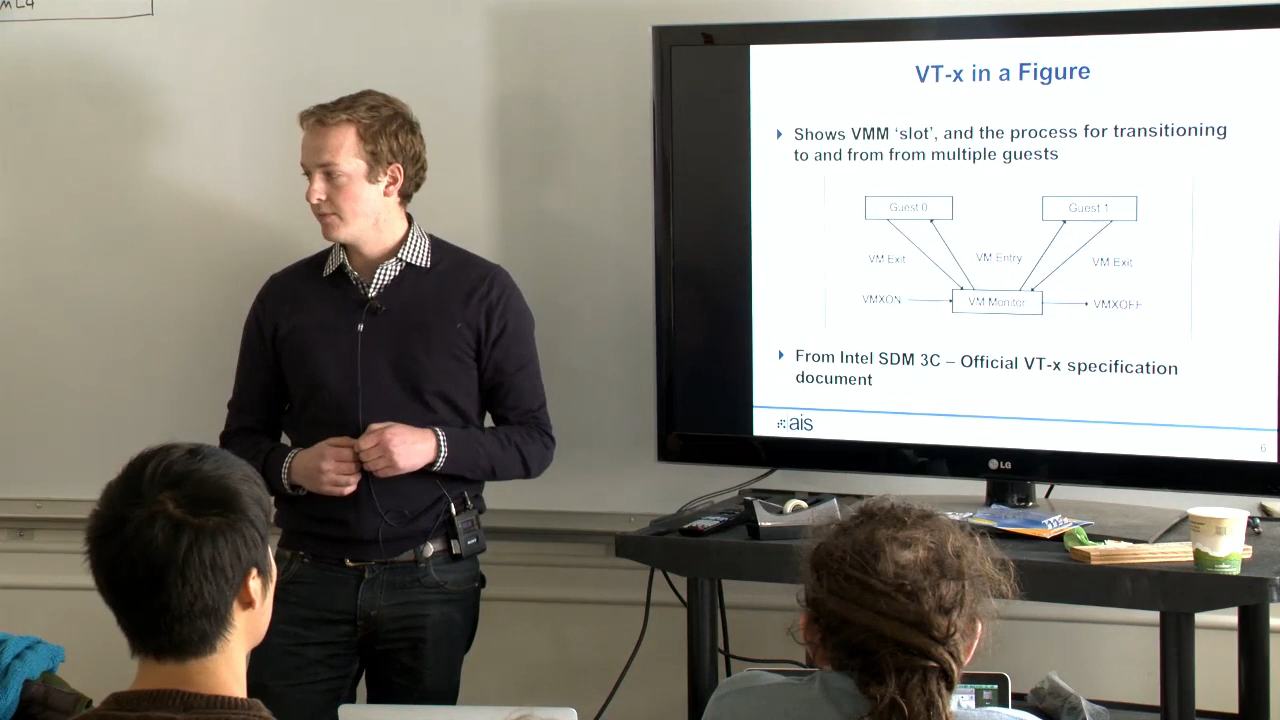 ML4
VT-x in a Figure
Shows VMM ‘slot’, and the process for transitioning
to and from from multiple guests
Guest 0
Guest 1
VM Exit
VM Entry
VM Exit
VMXON
VM Monitor
VMXOFF
From Intel SDM 3C – Official VT-x specification
document
ais
6
LG